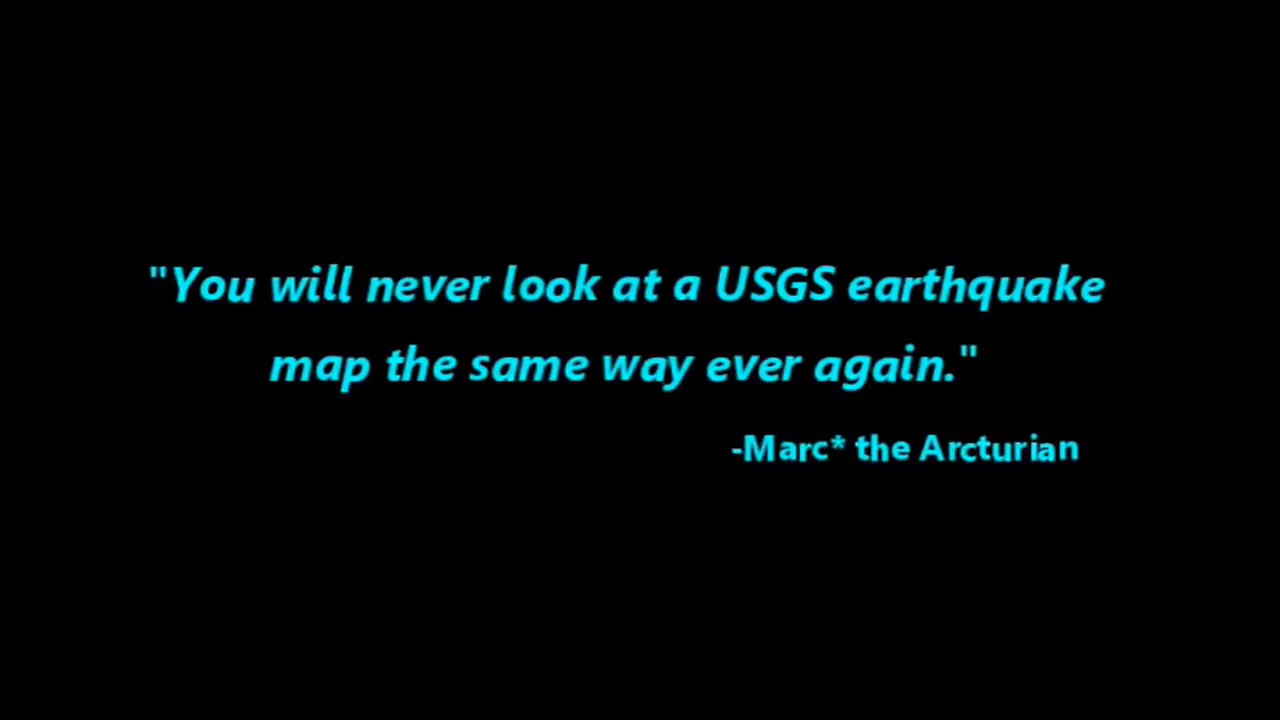 "You will never look at a USGS earthquake
map the same way ever again."
-Marc* the Arcturian